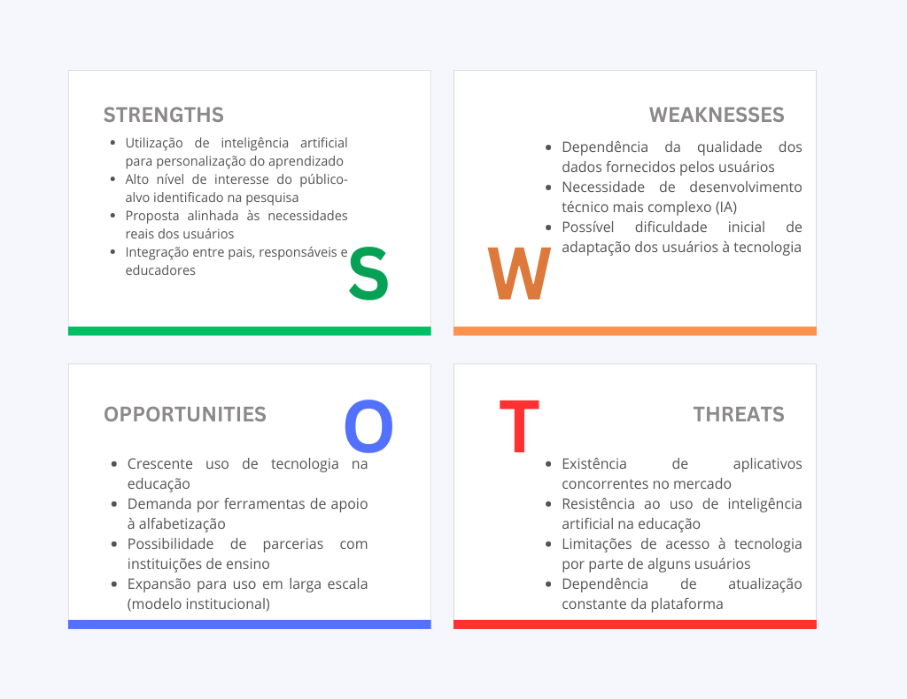 STRENGTHS
• Utilização de inteligência artificial
para personalização do aprendizado
• Alto nível de interesse do público-
alvo identificado na pesquisa
• Proposta alinhada às necessidades
reais dos usuários
• Integração entre pais, responsáveis e
educadores
S
WEAKNESSES
• Dependência da qualidade dos
dados fornecidos pelos usuários
• Necessidade de desenvolvimento
técnico mais complexo (IA)
• Possível dificuldade inicial de
adaptação dos usuários à tecnologia
W
OPPORTUNITIES
O
• Crescente uso de tecnologia na
educação
• Demanda por ferramentas de apoio
à alfabetização
• Possibilidade de parcerias com
instituições de ensino
• Expansão para uso em larga escala
(modelo institucional)
T
THREATS
• Existência de aplicativos
concorrentes no mercado
• Resistência ao uso de inteligência
artificial na educação
• Limitações de acesso à tecnologia
por parte de alguns usuários
• Dependência de atualização
constante da plataforma